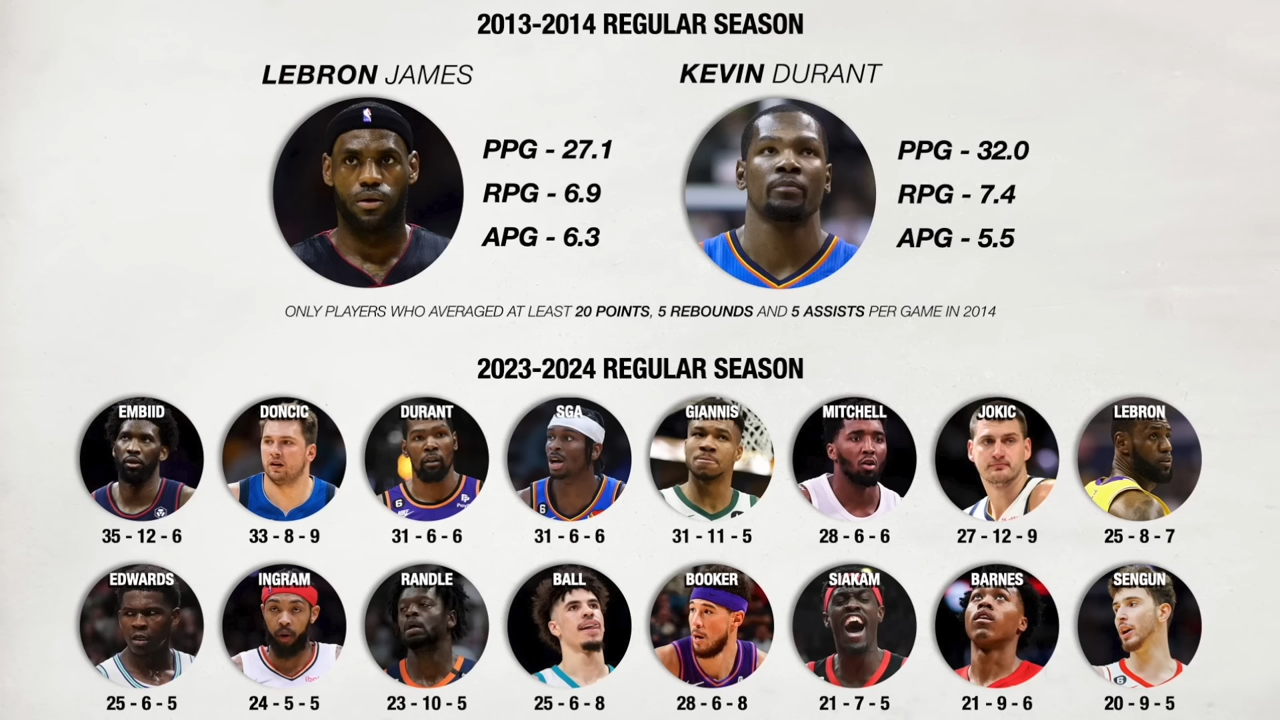 2013-2014 REGULAR SEASON
LEBRON JAMES
KEVIN DURANT
PPG - 27.1
RPG - 6.9
APG - 6.3
PPG - 32.0
RPG - 7.4
APG - 5.5
ONLY PLAYERS WHO AVERAGED AT LEAST 20 POINTS, 5 REBOUNDS AND 5 ASSISTS PER GAME IN 2014
2023-2024 REGULAR SEASON
EMBIID DONCIC DURANT SGA GIANNIS MITCHELL JOKIC LEBRON
35 - 12 - 6 33 - 8 - 9 31 - 6 - 6 31 - 6 - 6 31 - 11 - 5 28 - 6 - 6 27 - 12 - 9 25 - 8 - 7
EDWARDS INGRAM RANDLE BALL BOOKER SIAKAM BARNES SENGUN
25 - 6 - 5 24 - 5 - 5 23 - 10 - 5 25 - 6 - 8 28 - 6 - 8 21 - 7 - 5 21 - 9 - 6 20 - 9 - 5